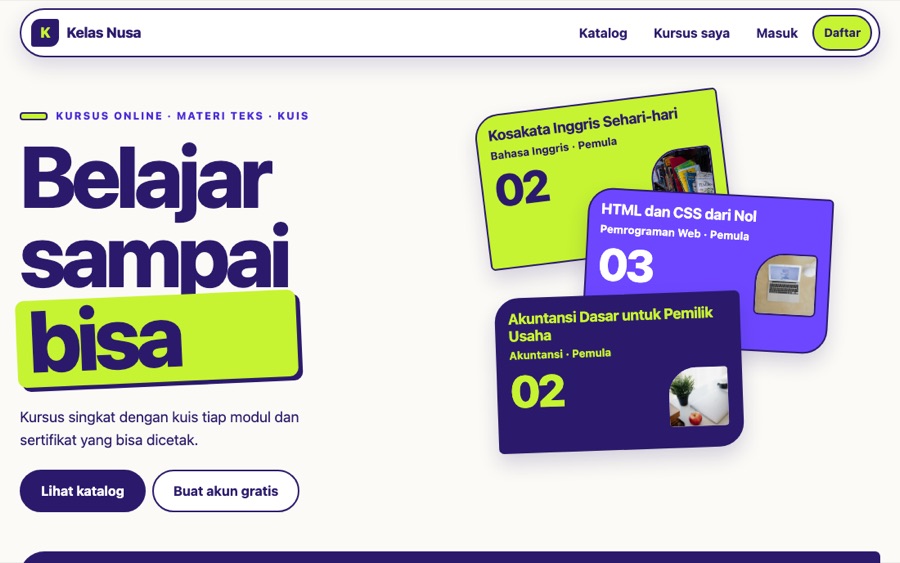 K Kelas Nusa
Katalog Kursus saya Masuk Daftar
KURSUS ONLINE · MATERI TEKS · KUIS
Belajar
sampai
bisa
Kursus singkat dengan kuis tiap modul dan
sertifikat yang bisa dicetak.
Lihat katalog Buat akun gratis
Kosakata Inggris Sehari-hari
Bahasa Inggris · Pemula
02
HTML dan CSS dari Nol
Pemrograman Web · Pemula
03
Akuntansi Dasar untuk Pemilik
Usaha
Akuntansi · Pemula
02